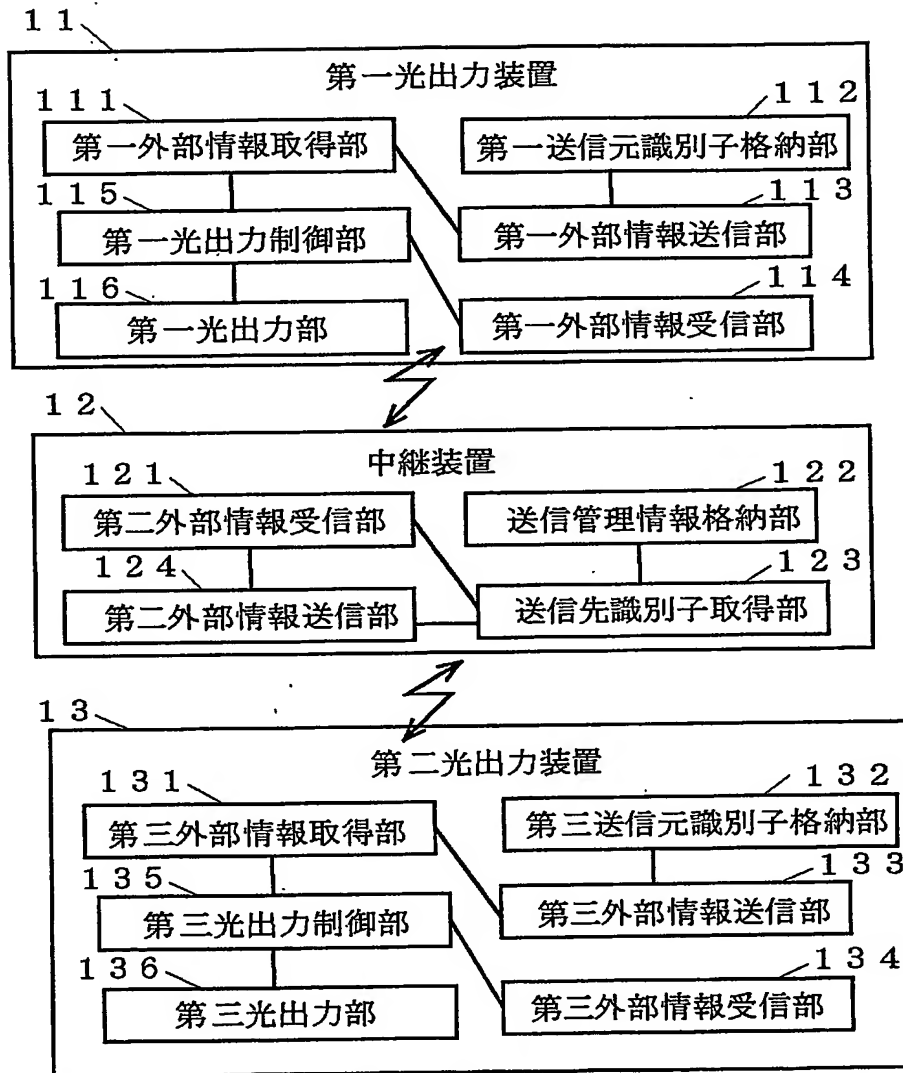 １１
第一光出力装置
１１１
１１２
第一外部情報取得部
第一送信元識別子格納部
１１５
１１３
第一光出力制御部
第一外部情報送信部
１１６
１１４
第一光出力部
第一外部情報受信部
１２
中継装置
１２１
１２２
第二外部情報受信部
送信管理情報格納部
１２４
１２３
第二外部情報送信部
送信先識別子取得部
１３
第二光出力装置
１３１
１３２
第三外部情報取得部
第三送信元識別子格納部
１３５
１３３
第三光出力制御部
第三外部情報送信部
１３６
１３４
第三光出力部
第三外部情報受信部